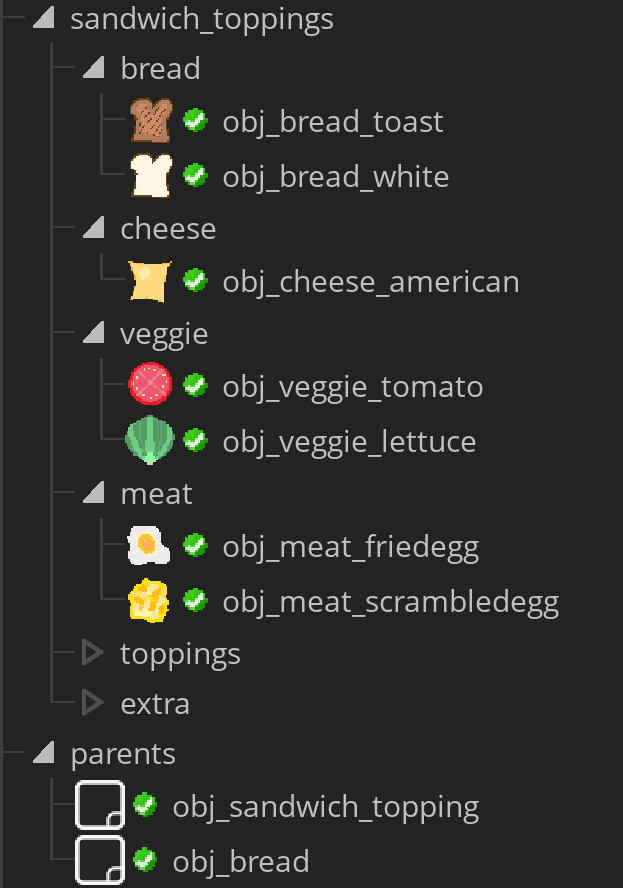 sandwich_toppings
bread
obj_bread_toast
obj_bread_white
cheese
obj_cheese_american
veggie
obj_veggie_tomato
obj_veggie_lettuce
meat
obj_meat_friedegg
obj_meat_scrambledegg
toppings
extra
parents
obj_sandwich_topping
obj_bread